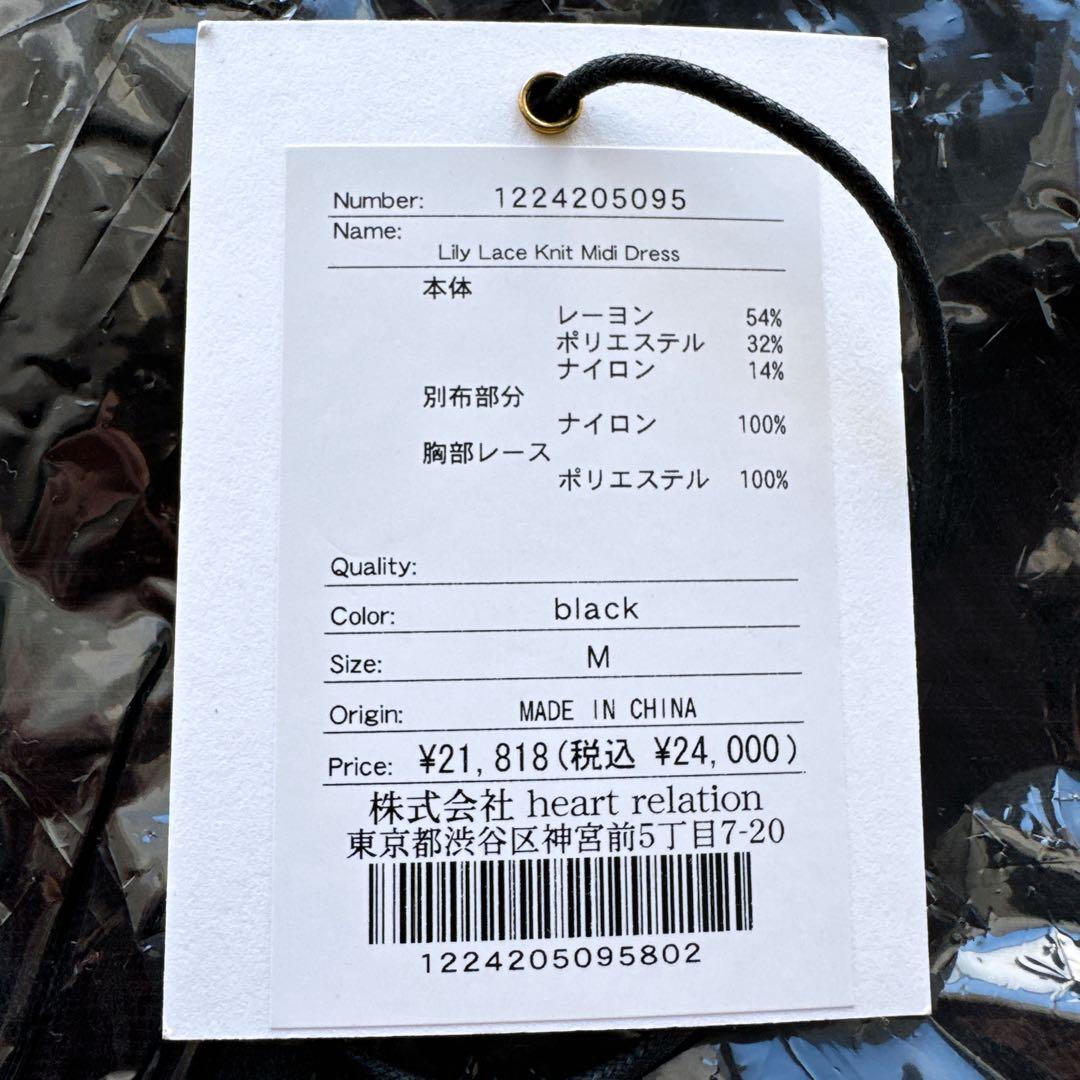 Number: 1224205095
Name:
Lily Lace Knit Midi Dress
本体
レーヨン 54%
ポリエステル 32%
ナイロン 14%
別布部分
ナイロン 100%
胸部レース
ポリエステル 100%
Quality:
Color: black
Size: M
Origin: MADE IN CHINA
Price: ¥21,818(税込 ¥24,000)
株式会社 heart relation
東京都渋谷区神宮前5丁目7-20
1224205095802